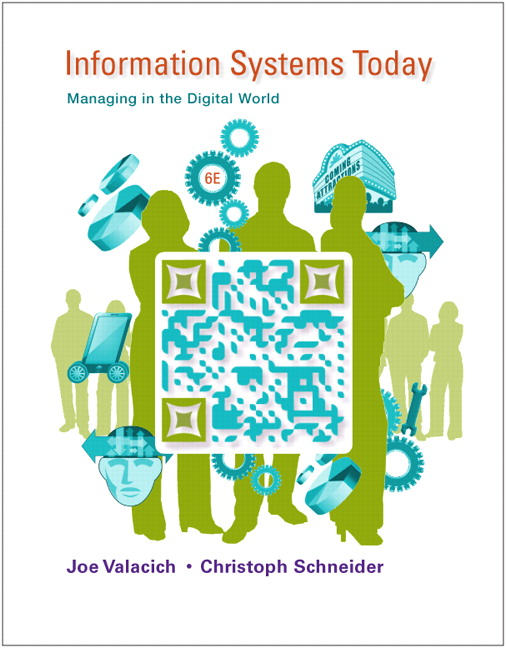 Information Systems Today
Managing in the Digital World
6E
COMING
ATTRACTIONS
Joe Valacich • Christoph Schneider